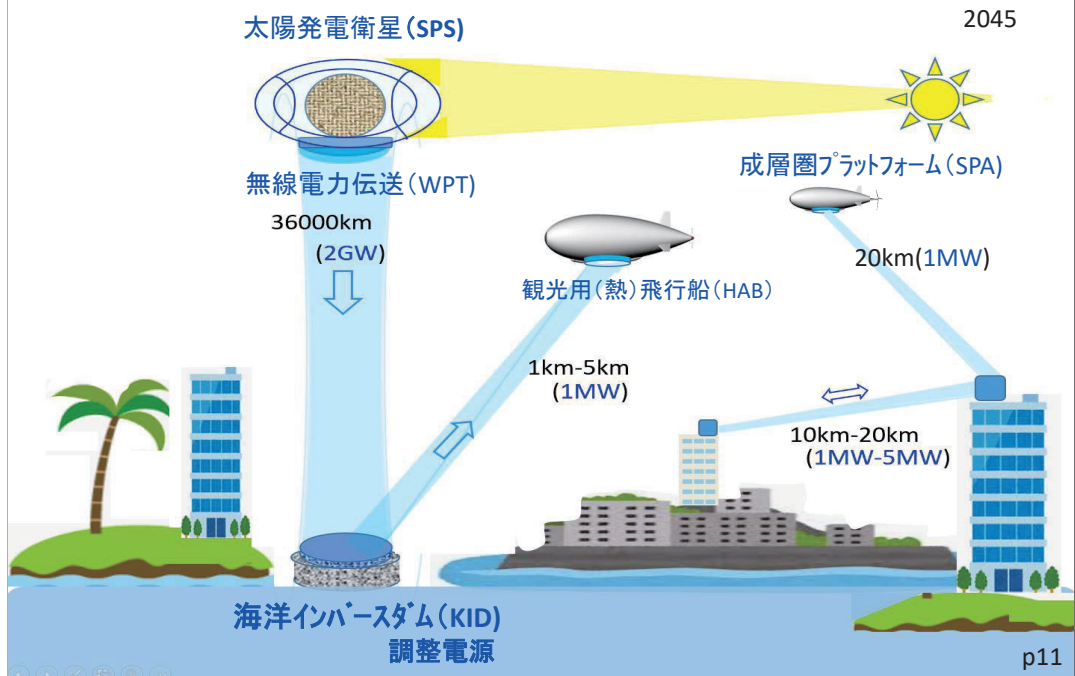 2045
太陽発電衛星(SPS)
成層圏プラットフォーム(SPA)
無線電力伝送(WPT)
36000km
(2GW)
20km(1MW)
観光用(熱)飛行船(HAB)
1km-5km
(1MW)
10km-20km
(1MW-5MW)
海洋インバースダム(KID)
調整電源
p11